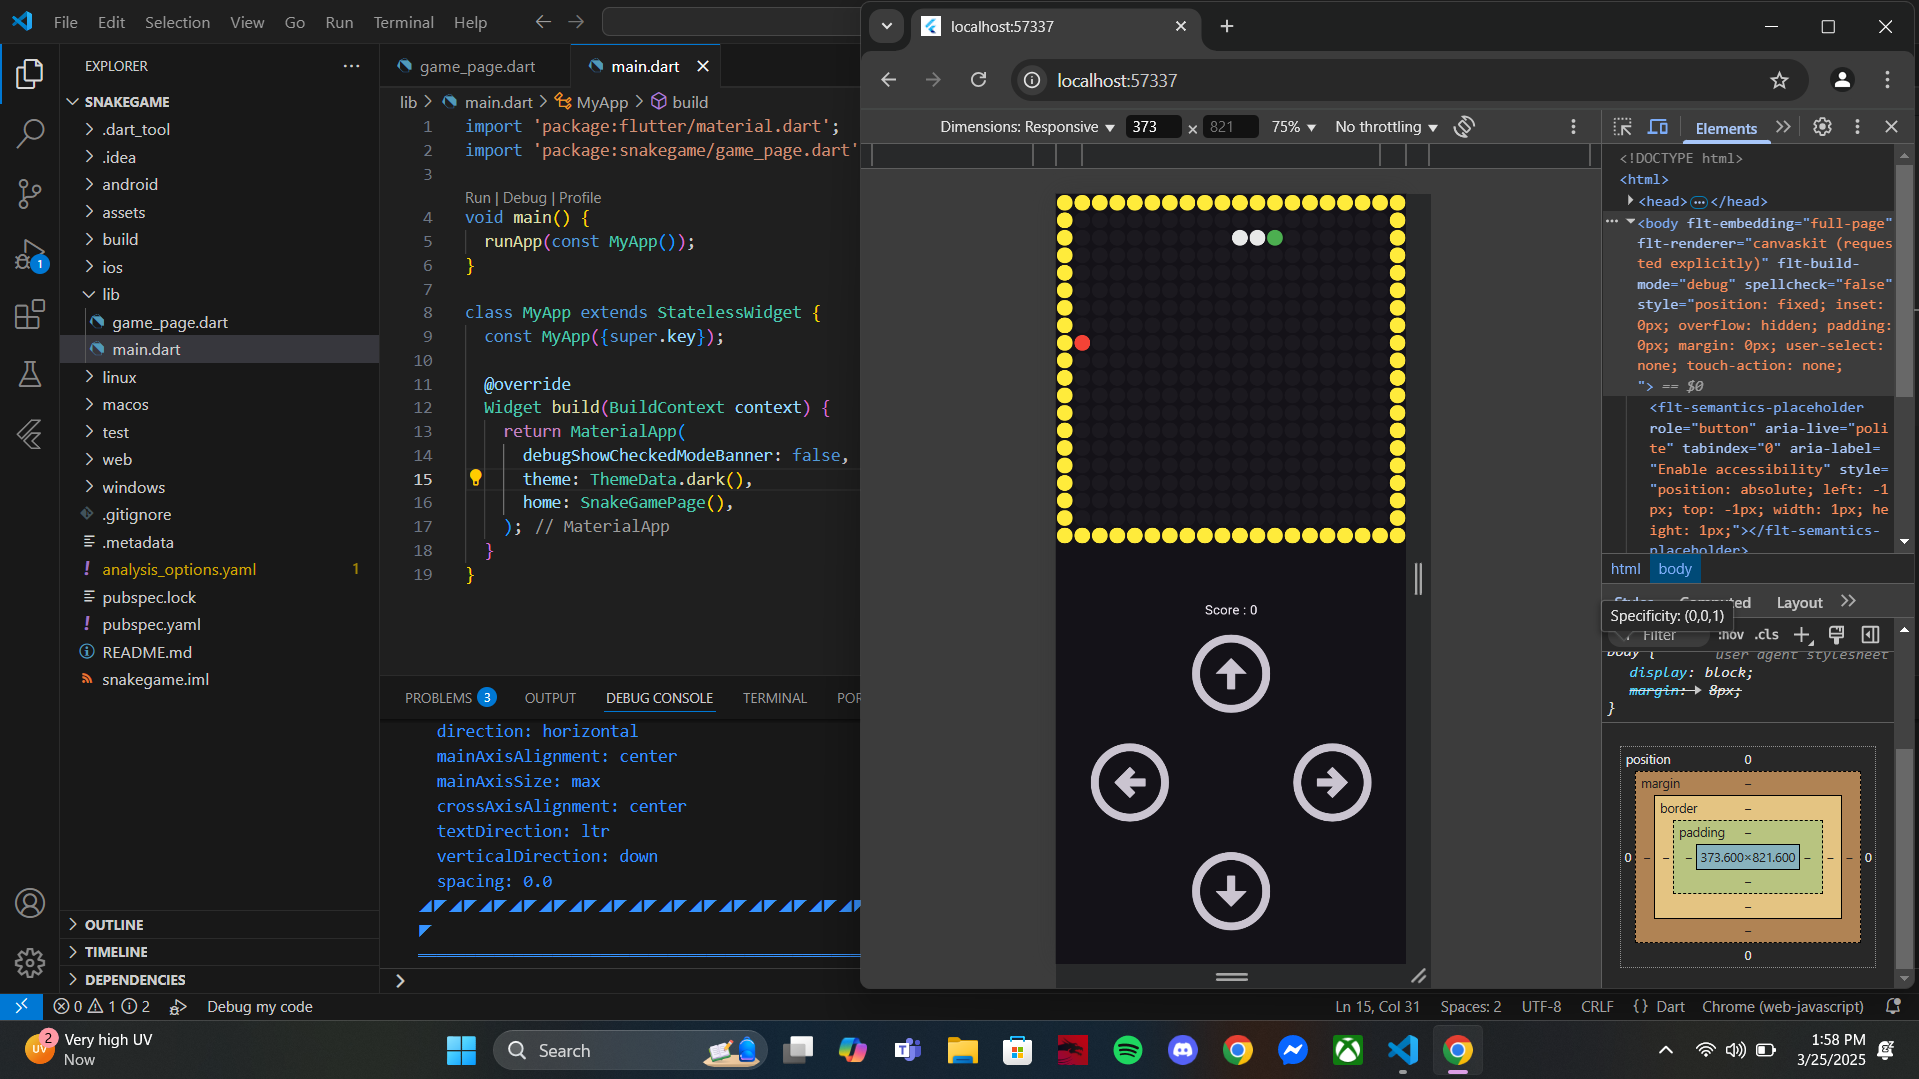 File Edit Selection View Go Run Terminal Help
EXPLORER
SNAKEGAME
.dart_tool
.idea
android
assets
build
ios
lib
game_page.dart
main.dart
linux
macos
test
web
windows
.gitignore
.metadata
analysis_options.yaml 1
pubspec.lock
pubspec.yaml
README.md
snakegame.iml
OUTLINE
TIMELINE
DEPENDENCIES
1
game_page.dart main.dart
lib > main.dart > MyApp > build
1 import 'package:flutter/material.dart';
2 import 'package:snakegame/game_page.dart'
3
Run | Debug | Profile
4 void main() {
5 runApp(const MyApp());
6 }
7
8 class MyApp extends StatelessWidget {
9 const MyApp({super.key});
10
11 @override
12 Widget build(BuildContext context) {
13 return MaterialApp(
14 debugShowCheckedModeBanner: false,
15 theme: ThemeData.dark(),
16 home: SnakeGamePage(),
17 ); // MaterialApp
18 }
19 }
PROBLEMS 3 OUTPUT DEBUG CONSOLE TERMINAL POR
direction: horizontal
mainAxisAlignment: center
mainAxisSize: max
crossAxisAlignment: center
textDirection: ltr
verticalDirection: down
spacing: 0.0
localhost:57337
localhost:57337
Dimensions: Responsive 373 × 821 75% No throttling
Score : 0
Elements
<!DOCTYPE html>
<html>
<head> ··· </head>
··· <body flt-embedding="full-page"
flt-renderer="canvaskit (reques
ted explicitly)" flt-build-
mode="debug" spellcheck="false"
style="position: fixed; inset:
0px; overflow: hidden; padding:
0px; margin: 0px; user-select:
none; touch-action: none;
"> == $0
<flt-semantics-placeholder
role="button" aria-live="poli
te" tabindex="0" aria-label=
"Enable accessibility" style=
"position: absolute; left: -1
px; top: -1px; width: 1px; he
ight: 1px;"></flt-semantics-
placeholder>
html body
Styles Computed Layout
Specificity: (0,0,1)
Filter :hov .cls
body { user agent stylesheet
display: block;
margin: 8px;
}
position 0
margin –
border –
padding –
0 – – – 373.600×821.600 – – – 0
–
–
–
0
0 1 2 Debug my code Ln 15, Col 31 Spaces: 2 UTF-8 CRLF {} Dart Chrome (web-javascript)
2
UV
Very high UV
Now
Search
1:58 PM
3/25/2025